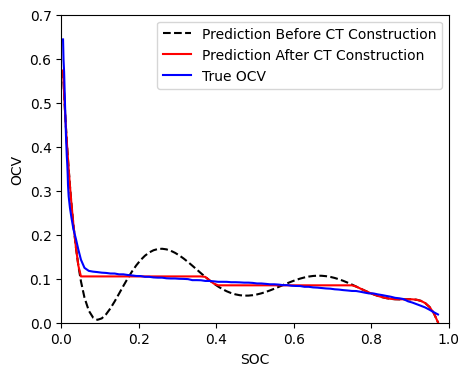 0.7
0.6
0.5
0.4
0.3
0.2
0.1
0.0
OCV
Prediction Before CT Construction
Prediction After CT Construction
True OCV
0.0 0.2 0.4 0.6 0.8 1.0
SOC